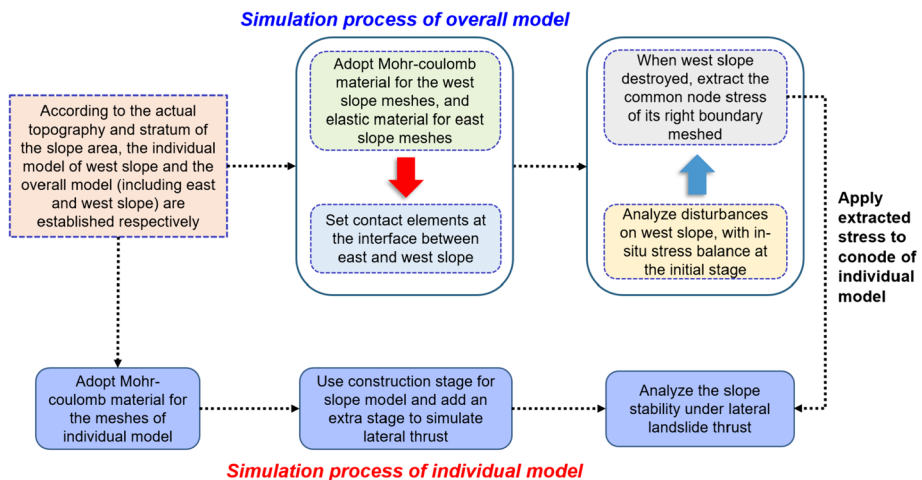 Simulation process of overall model
According to the actual
topography and stratum of
the slope area, the individual
model of west slope and the
overall model (including east
and west slope) are
established respectively
Adopt Mohr-coulomb
material for the west
slope meshes, and
elastic material for east
slope meshes
Set contact elements at
the interface between
east and west slope
When west slope
destroyed, extract the
common node stress
of its right boundary
meshed
Analyze disturbances
on west slope, with in-
situ stress balance at
the initial stage
Apply
extracted
stress to
conode of
individual
model
Adopt Mohr-
coulomb material for
the meshes of
individual model
Use construction stage for
slope model and add an
extra stage to simulate
lateral thrust
Analyze the slope
stability under lateral
landslide thrust
Simulation process of individual model